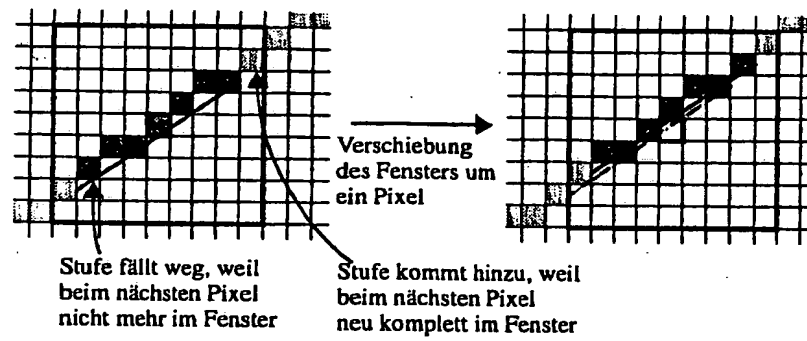 Verschiebung
des Fensters um
ein Pixel
Stufe fällt weg, weil
beim nächsten Pixel
nicht mehr im Fenster
Stufe kommt hinzu, weil
beim nächsten Pixel
neu komplett im Fenster